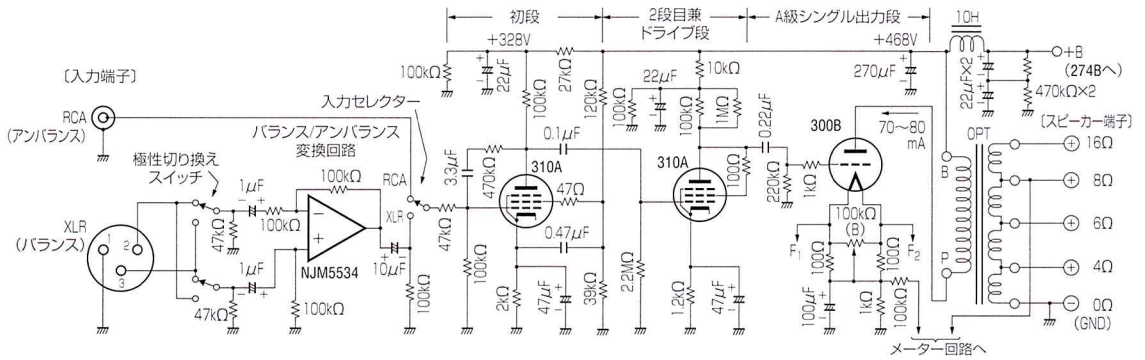 初段
2段目兼
ドライブ段
A級シングル出力段
10H
+328V
+468V
+B
(274Bへ)
100kΩ
22μF
100kΩ
27kΩ
120kΩ
22μF
100kΩ
10kΩ
100kΩ
1MΩ
270μF
22μF×2
470kΩ×2
〔入力端子〕
RCA
(アンバランス)
入力セレクター
バランス/アンバランス
変換回路
極性切り換え
スイッチ
XLR
(バランス)
1
2
3
47kΩ
47kΩ
1μF
1μF
100kΩ
100kΩ
100kΩ
−
+
NJM5534
10μF
RCA
XLR
100kΩ
47kΩ
3.3μF
470kΩ
0.1μF
310A
47Ω
0.47μF
100kΩ
2kΩ
47μF
39kΩ
2.2MΩ
310A
100Ω
0.22μF
220kΩ
1.2kΩ
47μF
1kΩ
300B
70〜80
mA
100kΩ
(B)
F1
F2
100Ω
100Ω
100μF
1kΩ
100kΩ
メーター回路へ
OPT
B
P
〔スピーカー端子〕
16Ω
8Ω
6Ω
4Ω
0Ω
(GND)